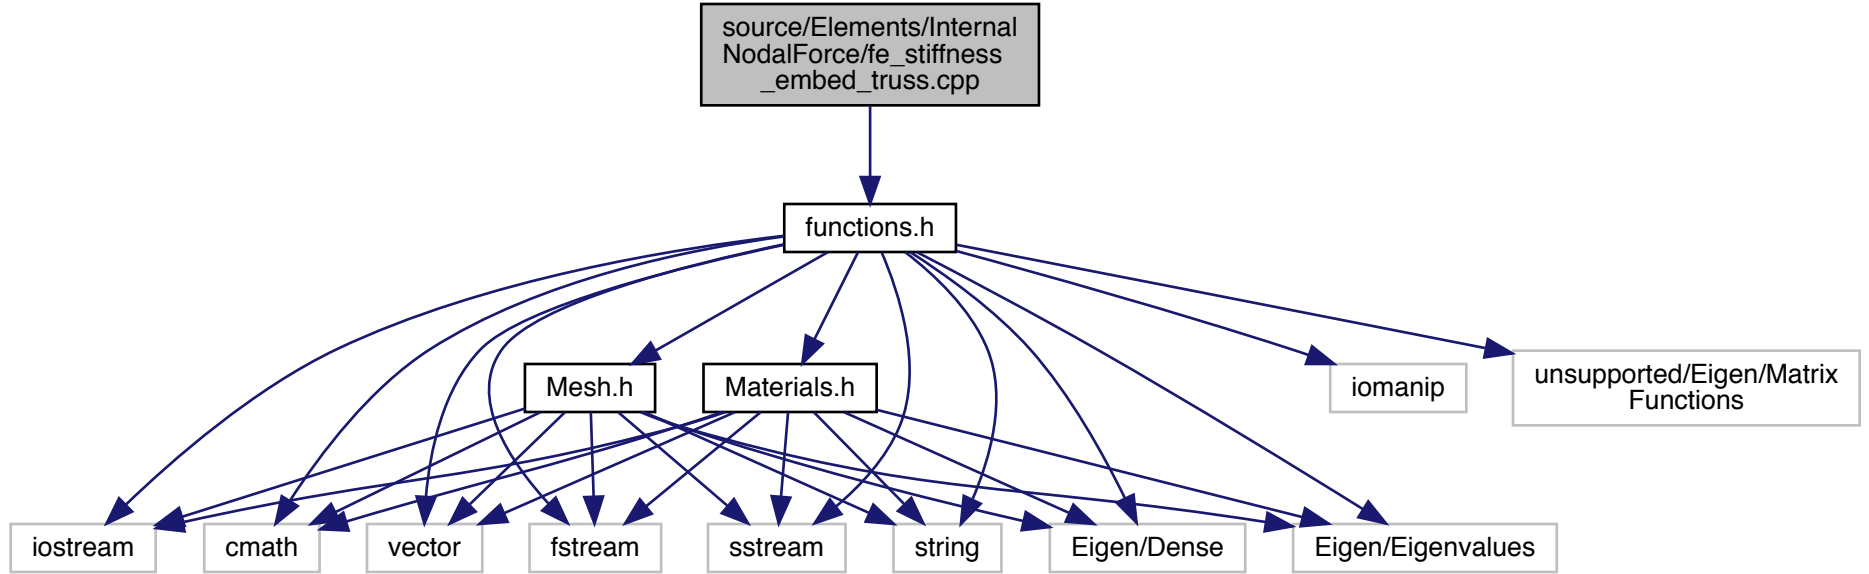 source/Elements/Internal
NodalForce/fe_stiffness
_embed_truss.cpp
functions.h
Mesh.h
Materials.h
iomanip
unsupported/Eigen/Matrix
Functions
iostream
cmath
vector
fstream
sstream
string
Eigen/Dense
Eigen/Eigenvalues